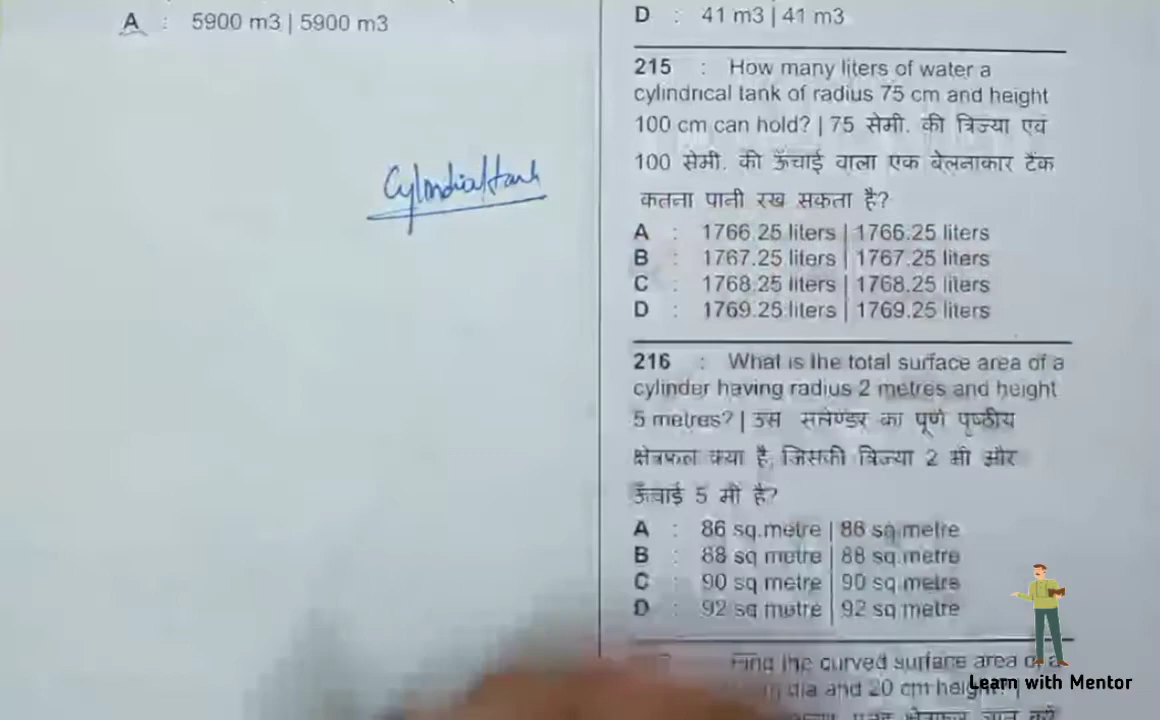 A : 5900 m3 | 5900 m3
Cylindrical tank
D : 41 m3 | 41 m3
215 : How many liters of water a
cylindrical tank of radius 75 cm and height
100 cm can hold? | 75 सेमी. की त्रिज्या एवं
100 सेमी. की ऊँचाई वाला एक बेलनाकार टैंक
कतना पानी रख सकता है?
A : 1766.25 liters | 1766.25 liters
B : 1767.25 liters | 1767.25 liters
C : 1768.25 liters | 1768.25 liters
D : 1769.25 liters | 1769.25 liters
216 : What is the total surface area of a
cylinder having radius 2 metres and height
5 metres? | उस सलेण्डर का पूर्ण पृष्ठीय
क्षेत्रफल क्या है, जिसकी त्रिज्या 2 मी और
ऊँचाई 5 मी है?
A : 86 sq.metre | 86 sq metre
B : 88 sq metre | 88 sq metre
C : 90 sq metre | 90 sq metre
D : 92 sq metre | 92 sq metre
: Find the curved surface area of a
dia and 20 cm height? |
क्षेत्रफल
Learn with Mentor